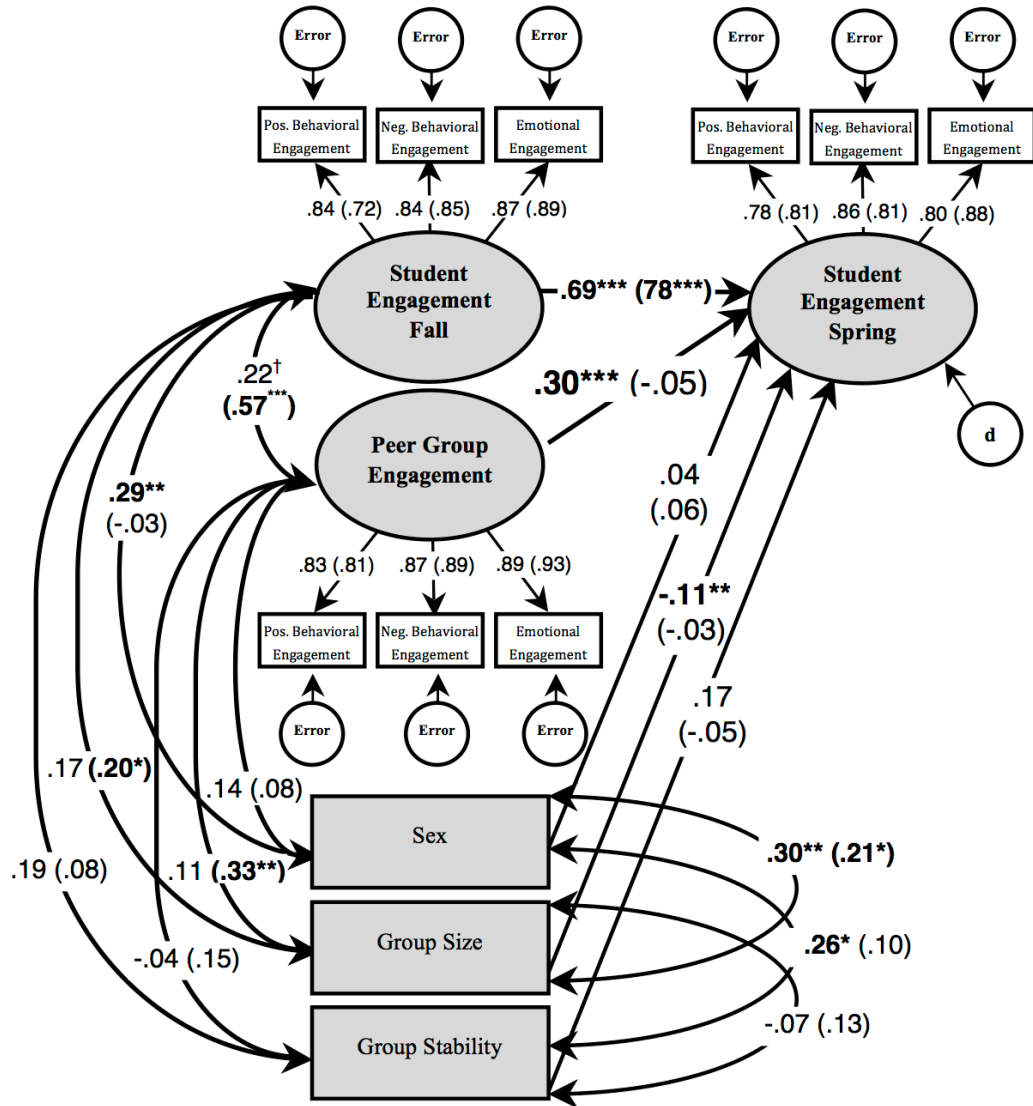 Error
Error
Error
Error
Error
Error
Pos. Behavioral
Engagement
Neg. Behavioral
Engagement
Emotional
Engagement
Pos. Behavioral
Engagement
Neg. Behavioral
Engagement
Emotional
Engagement
.84 (.72)
.84 (.85)
.87 (.89)
.78 (.81)
.86 (.81)
.80 (.88)
Student
Engagement
Fall
.69*** (78***)
Student
Engagement
Spring
.22†
(.57***)
.30*** (-.05)
d
Peer Group
Engagement
.29**
(-.03)
.04
(.06)
.83 (.81)
.87 (.89)
.89 (.93)
-.11**
(-.03)
Pos. Behavioral
Engagement
Neg. Behavioral
Engagement
Emotional
Engagement
.17
(-.05)
Error
Error
Error
.17 (.20*)
.14 (.08)
Sex
.30** (.21*)
.19 (.08)
.11 (.33**)
Group Size
.26* (.10)
-.04 (.15)
-.07 (.13)
Group Stability